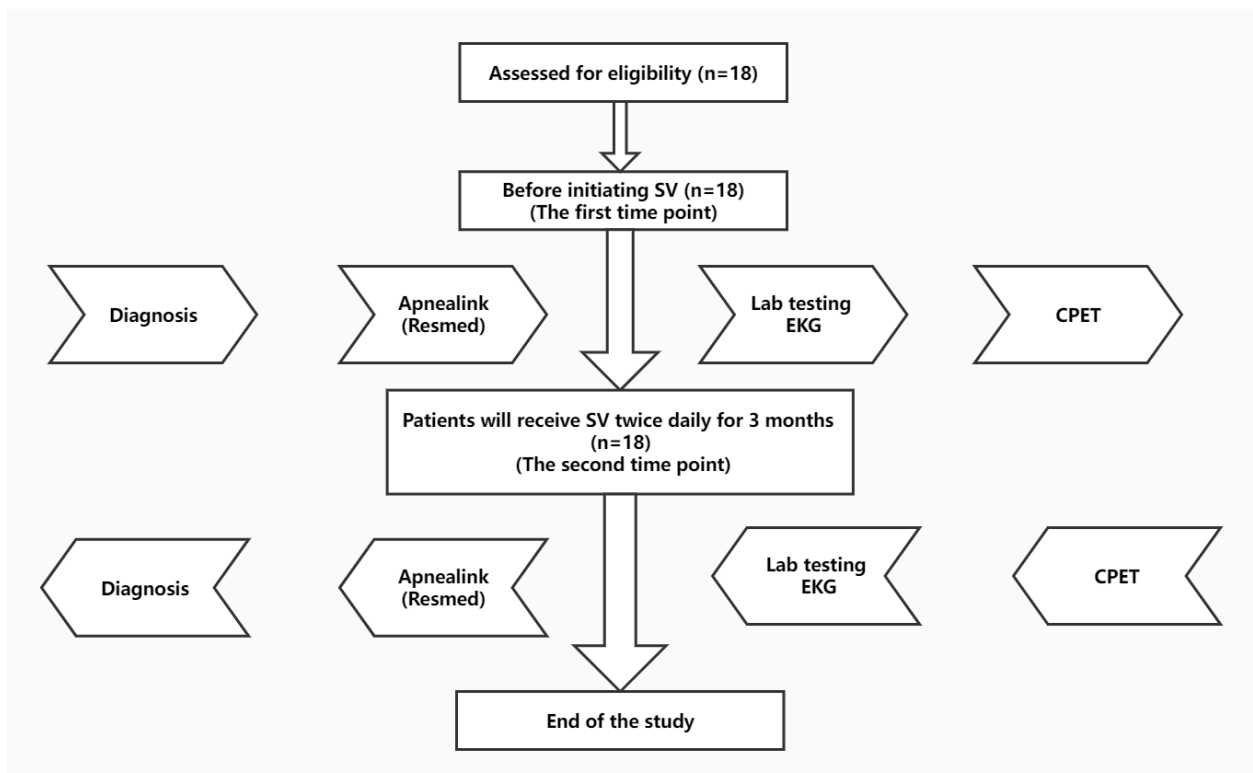 Assessed for eligibility (n=18)
Before initiating SV (n=18)
(The first time point)
Diagnosis
Apnealink
(Resmed)
Lab testing
EKG
CPET
Patients will receive SV twice daily for 3 months
(n=18)
(The second time point)
Diagnosis
Apnealink
(Resmed)
Lab testing
EKG
CPET
End of the study